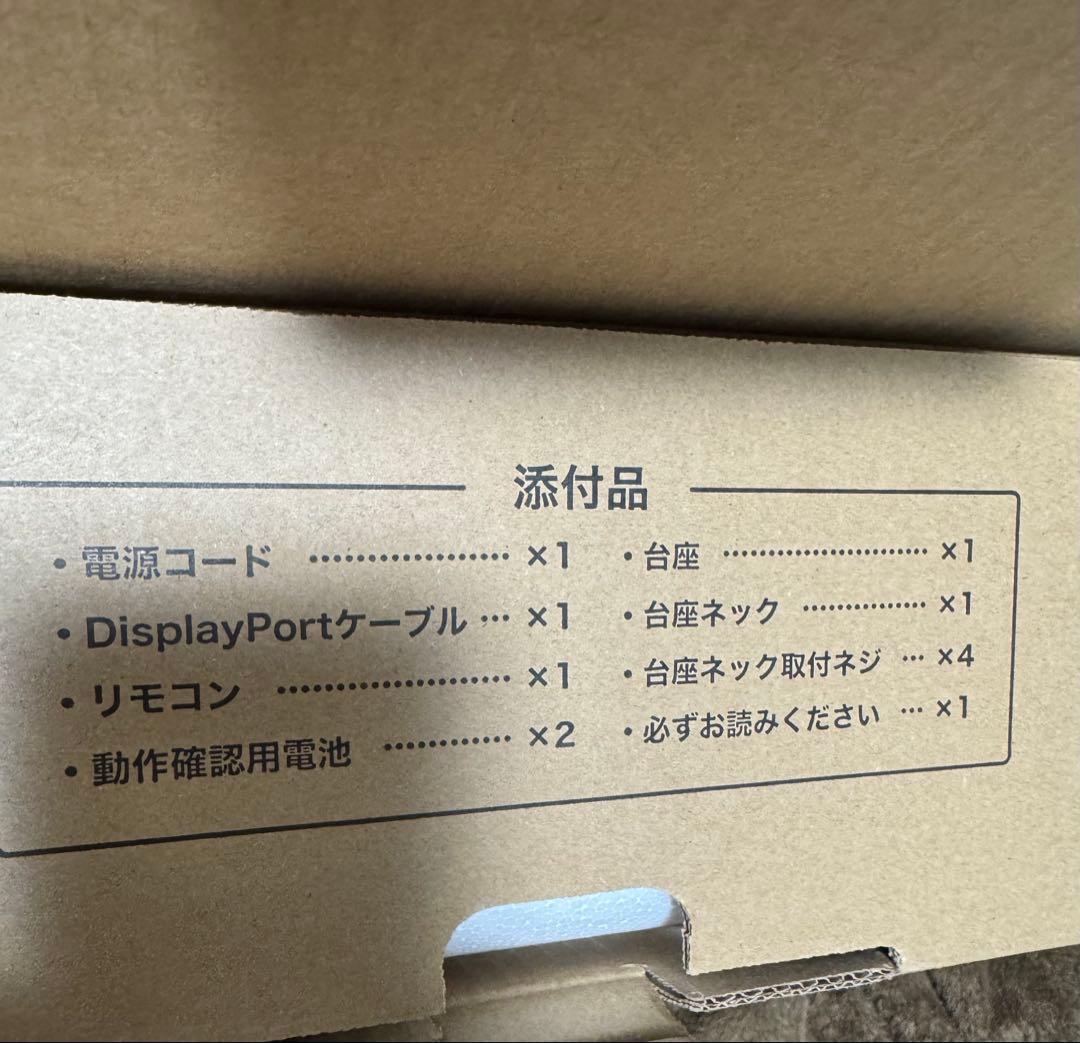 添付品
・電源コード ………………… ×1
・DisplayPortケーブル … ×1
・リモコン ………………… ×1
・動作確認用電池 ………… ×2
・台座 ………………… ×1
・台座ネック ………… ×1
・台座ネック取付ネジ … ×4
・必ずお読みください … ×1